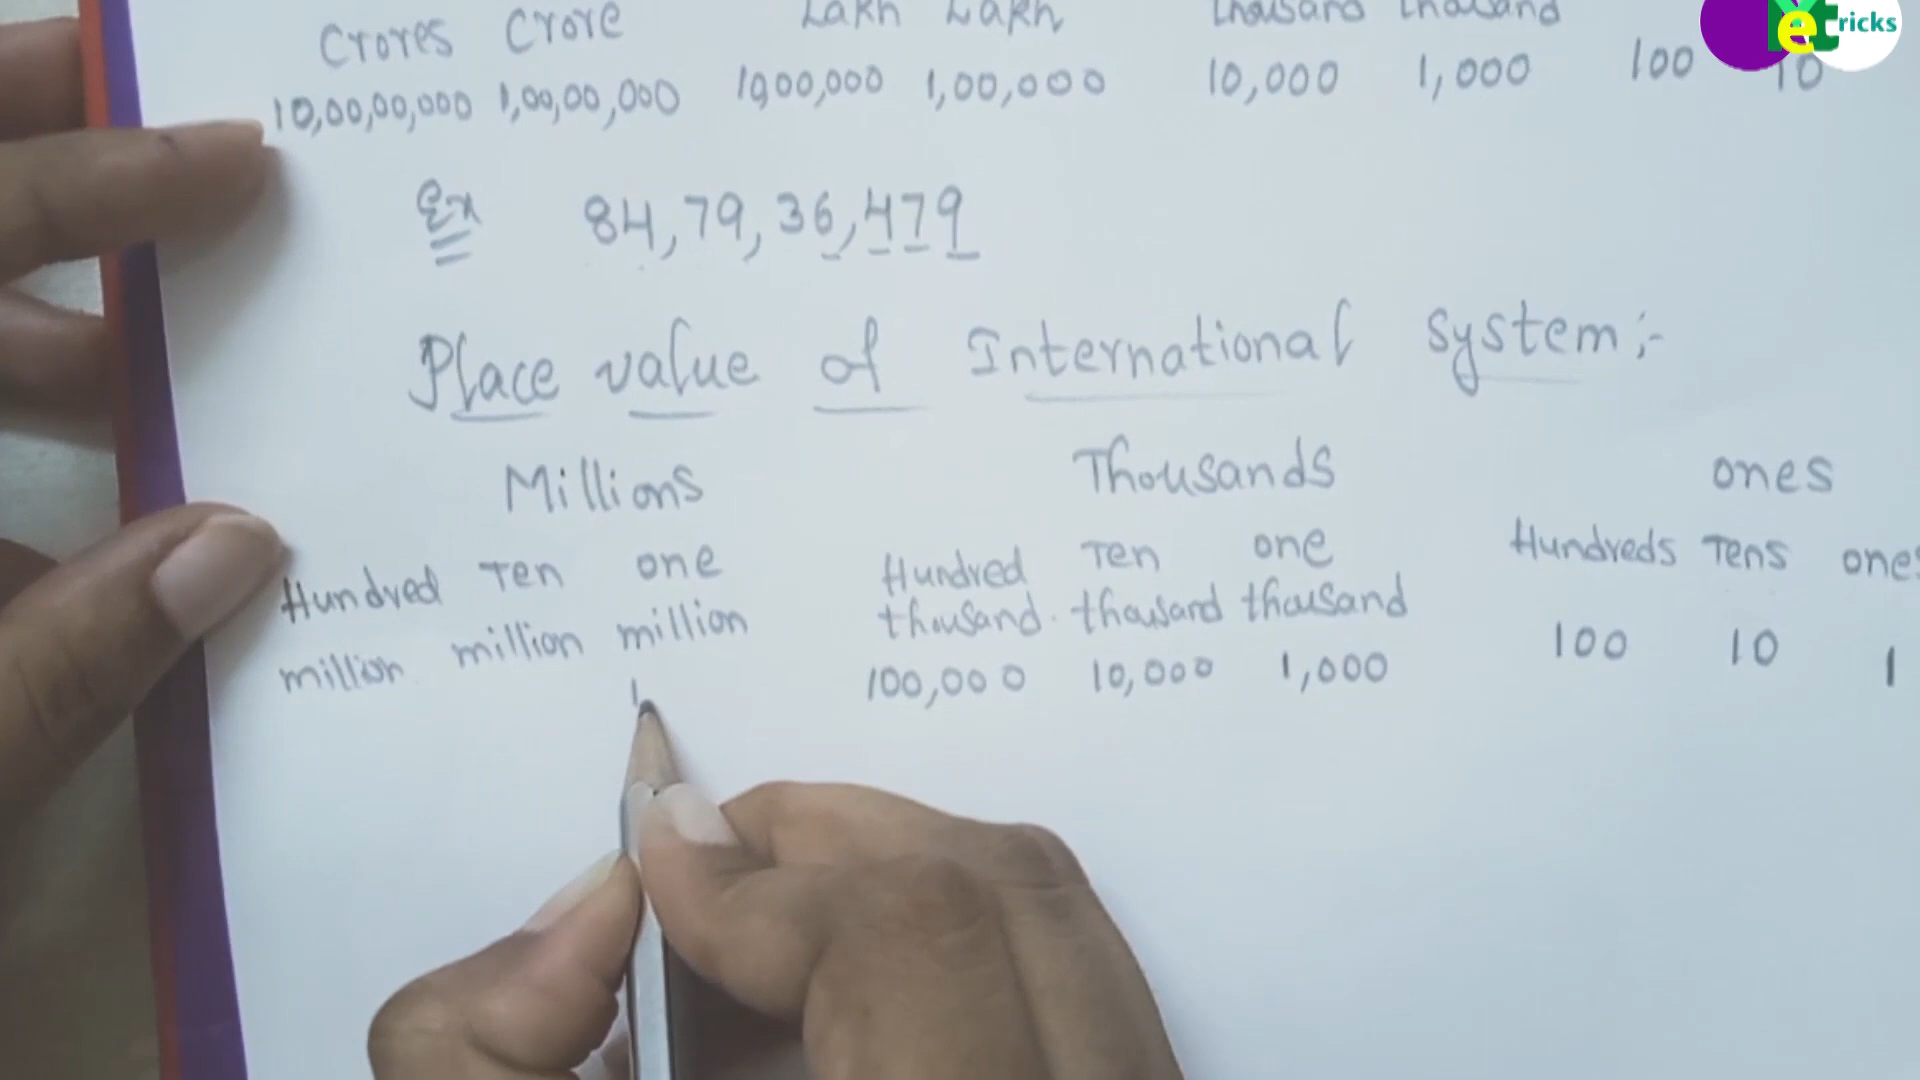 Crores Crore Lakh Lakh thousand thousand
10,00,00,000 1,00,00,000 10,00,000 1,00,000 10,000 1,000 100 10
Ex 84,79,36,479
Place value of International system:-
Millions Thousands ones
Hundred Ten one Hundred Ten one Hundreds Tens ones
million million million thousand thousand thousand
1 100,000 10,000 1,000 100 10 1
Yet
ricks